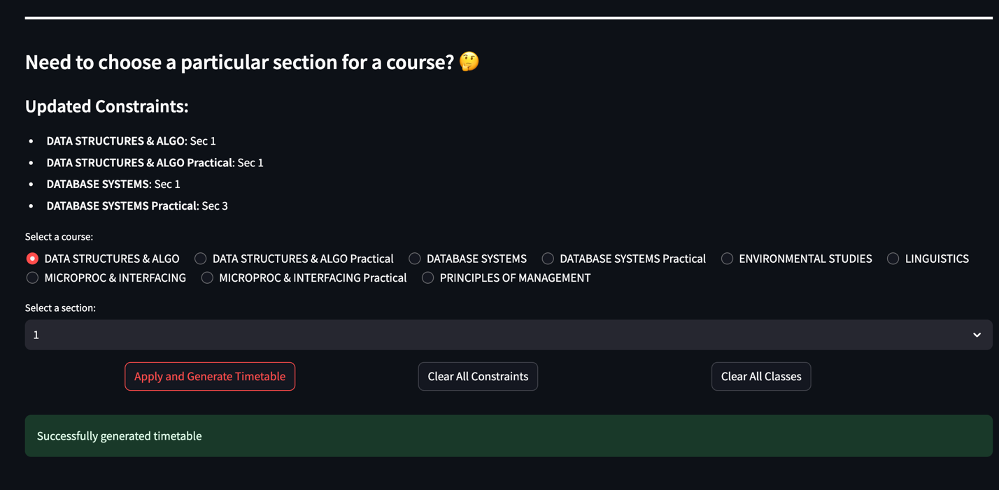 Need to choose a particular section for a course? 🤔
Updated Constraints:
• DATA STRUCTURES & ALGO: Sec 1
• DATA STRUCTURES & ALGO Practical: Sec 1
• DATABASE SYSTEMS: Sec 1
• DATABASE SYSTEMS Practical: Sec 3
Select a course:
DATA STRUCTURES & ALGO DATA STRUCTURES & ALGO Practical DATABASE SYSTEMS DATABASE SYSTEMS Practical ENVIRONMENTAL STUDIES LINGUISTICS
MICROPROC & INTERFACING MICROPROC & INTERFACING Practical PRINCIPLES OF MANAGEMENT
Select a section:
1
Apply and Generate Timetable Clear All Constraints Clear All Classes
Successfully generated timetable